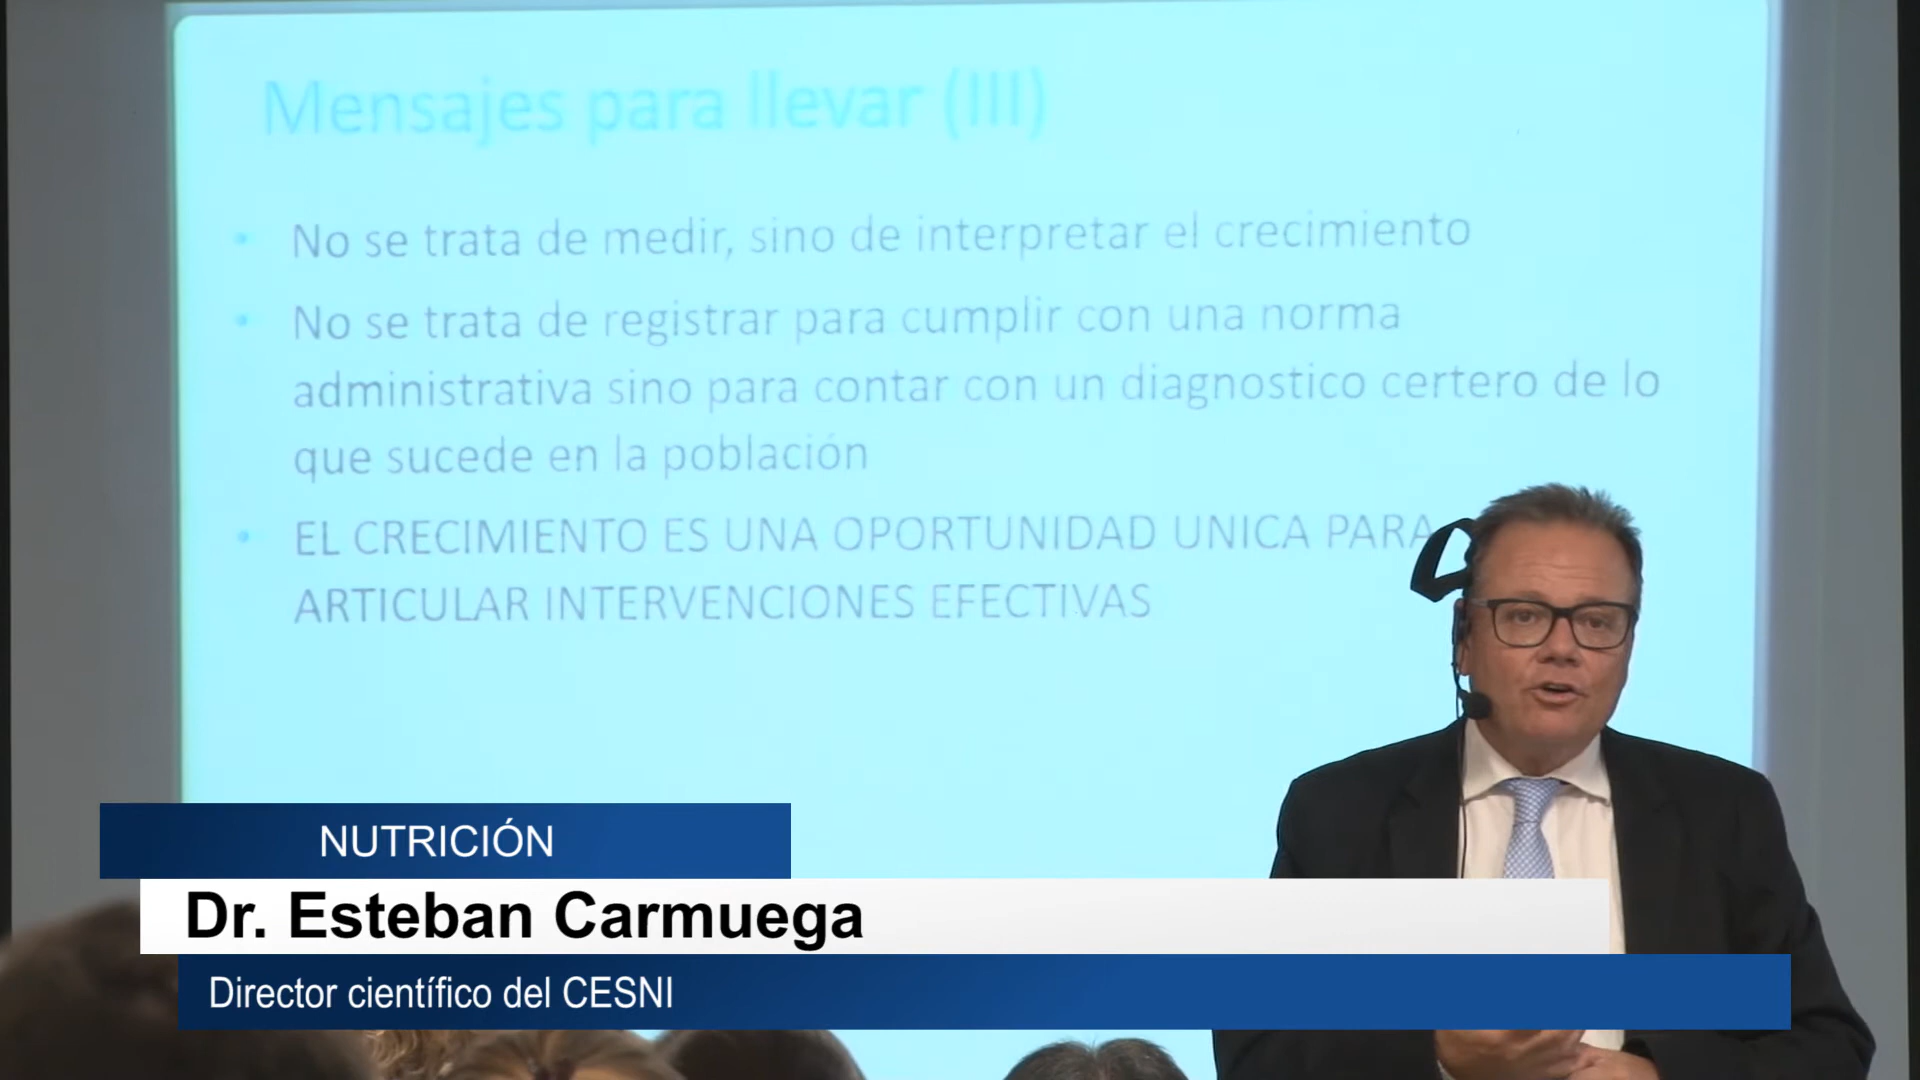 Mensajes para llevar (III)
• No se trata de medir, sino de interpretar el crecimiento
• No se trata de registrar para cumplir con una norma
administrativa sino para contar con un diagnostico certero de lo
que sucede en la población
• EL CRECIMIENTO ES UNA OPORTUNIDAD UNICA PARA
ARTICULAR INTERVENCIONES EFECTIVAS
NUTRICIÓN
Dr. Esteban Carmuega
Director científico del CESNI